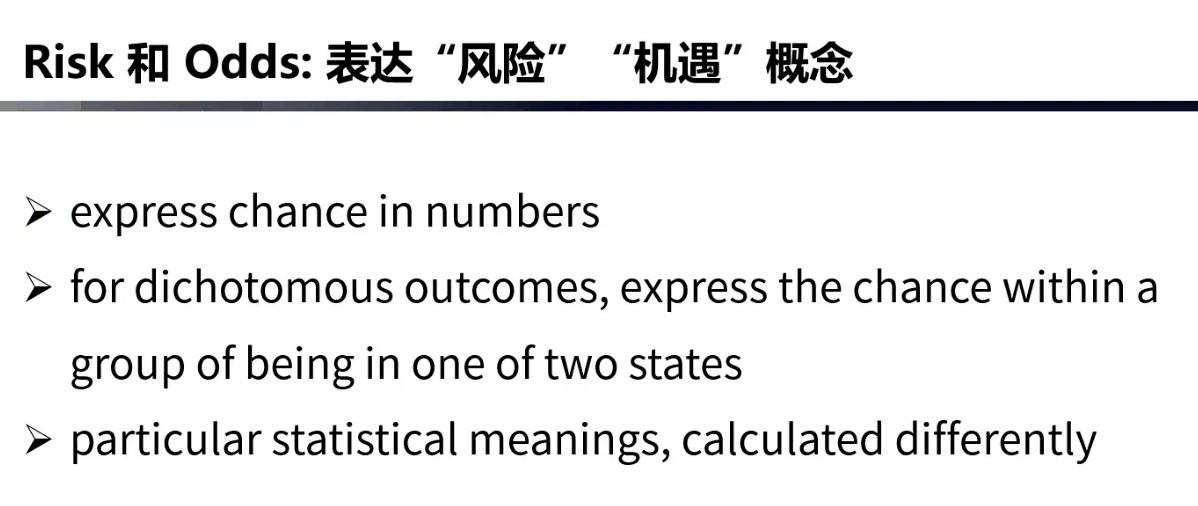 Risk 和 Odds: 表达“风险” “机遇”概念
➢ express chance in numbers
➢ for dichotomous outcomes, express the chance within a
group of being in one of two states
➢ particular statistical meanings, calculated differently